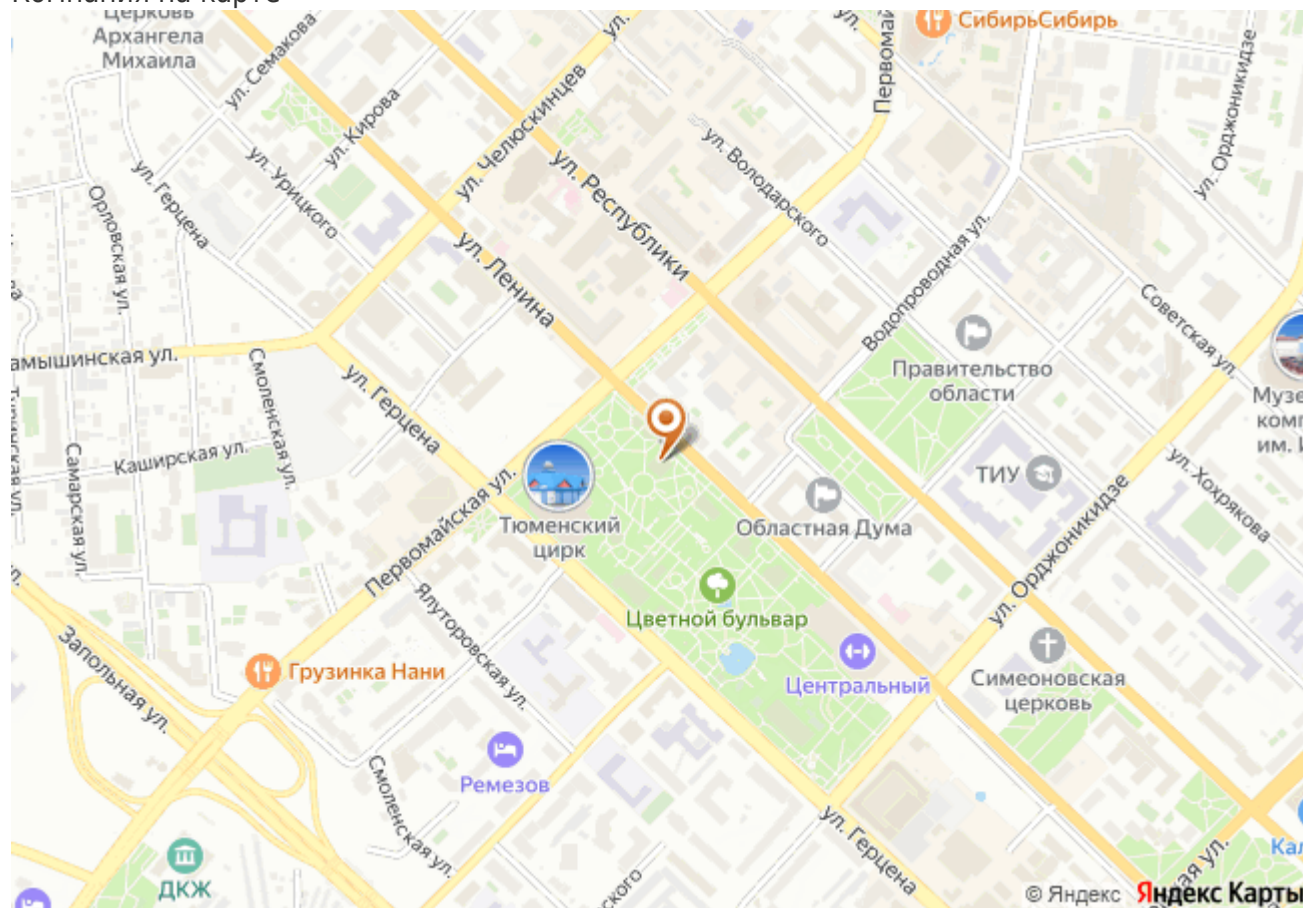 Компания на карте
Церковь
Архангела
Михаила
ул. Семакова
ул. Кирова
ул. Челюскинцев
СибирьСибирь
ул. Орджоникидзе
ул. Володарского
ул. Республики
ул. Герцена
ул. Урицкого
Орловская ул.
ул. Ленина
Водопроводная ул.
Советская ул.
Правительство
области
Смоленская ул.
ул. Герцена
Каширская ул.
Самарская ул.
Первомайская ул.
Тюменский
цирк
Областная Дума
ТИУ
ул. Хохрякова
ул. Орджоникидзе
Цветной бульвар
Ялуторовская ул.
Запольная ул.
Грузинка Нани
Центральный
Симеоновская
церковь
Ремезов
Смоленская ул.
ул. Герцена
ДКЖ
© Яндекс Яндекс Карты